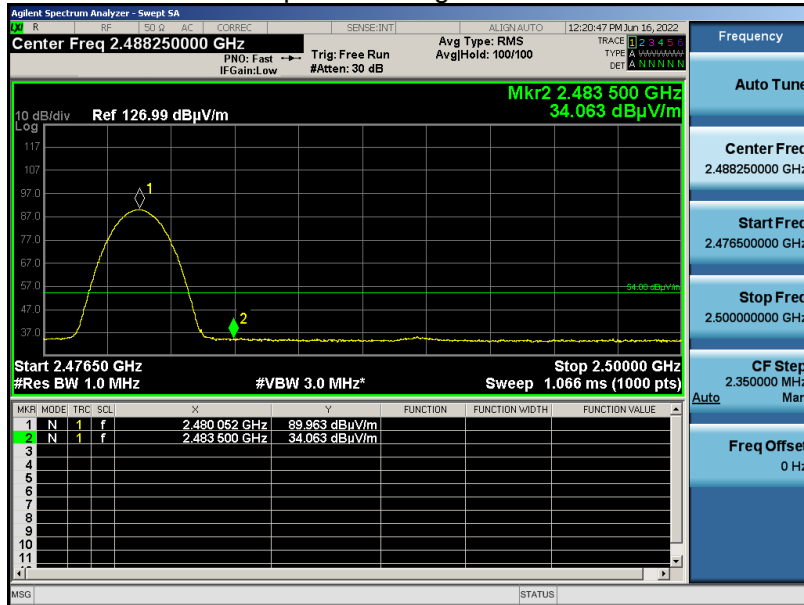 Agilent Spectrum Analyzer - Swept SA
LXI R RF 50 Ω AC CORREC SENSE:INT ALIGN AUTO 12:20:47 PM Jun 16, 2022
Center Freq 2.488250000 GHz
PNO: Fast
IFGain:Low
Trig: Free Run
#Atten: 30 dB
Avg Type: RMS
Avg|Hold: 100/100
TRACE 1 2 3 4 5 6
TYPE A
DET A N N N N N
Mkr2 2.483 500 GHz
34.063 dBµV/m
10 dB/div Ref 126.99 dBµV/m
Log
117
107
97.0
87.0
77.0
67.0
57.0
47.0
37.0
1
2
54.00 dBµV/m
Start 2.47650 GHz Stop 2.50000 GHz
#Res BW 1.0 MHz #VBW 3.0 MHz* Sweep 1.066 ms (1000 pts)
MKR MODE TRC SCL X Y FUNCTION FUNCTION WIDTH FUNCTION VALUE
1 N 1 f 2.480 052 GHz 89.963 dBµV/m
2 N 1 f 2.483 500 GHz 34.063 dBµV/m
3
4
5
6
7
8
9
10
11
MSG STATUS
Frequency
Auto Tune
Center Freq
2.488250000 GHz
Start Freq
2.476500000 GHz
Stop Freq
2.500000000 GHz
CF Step
2.350000 MHz
Auto Man
Freq Offset
0 Hz